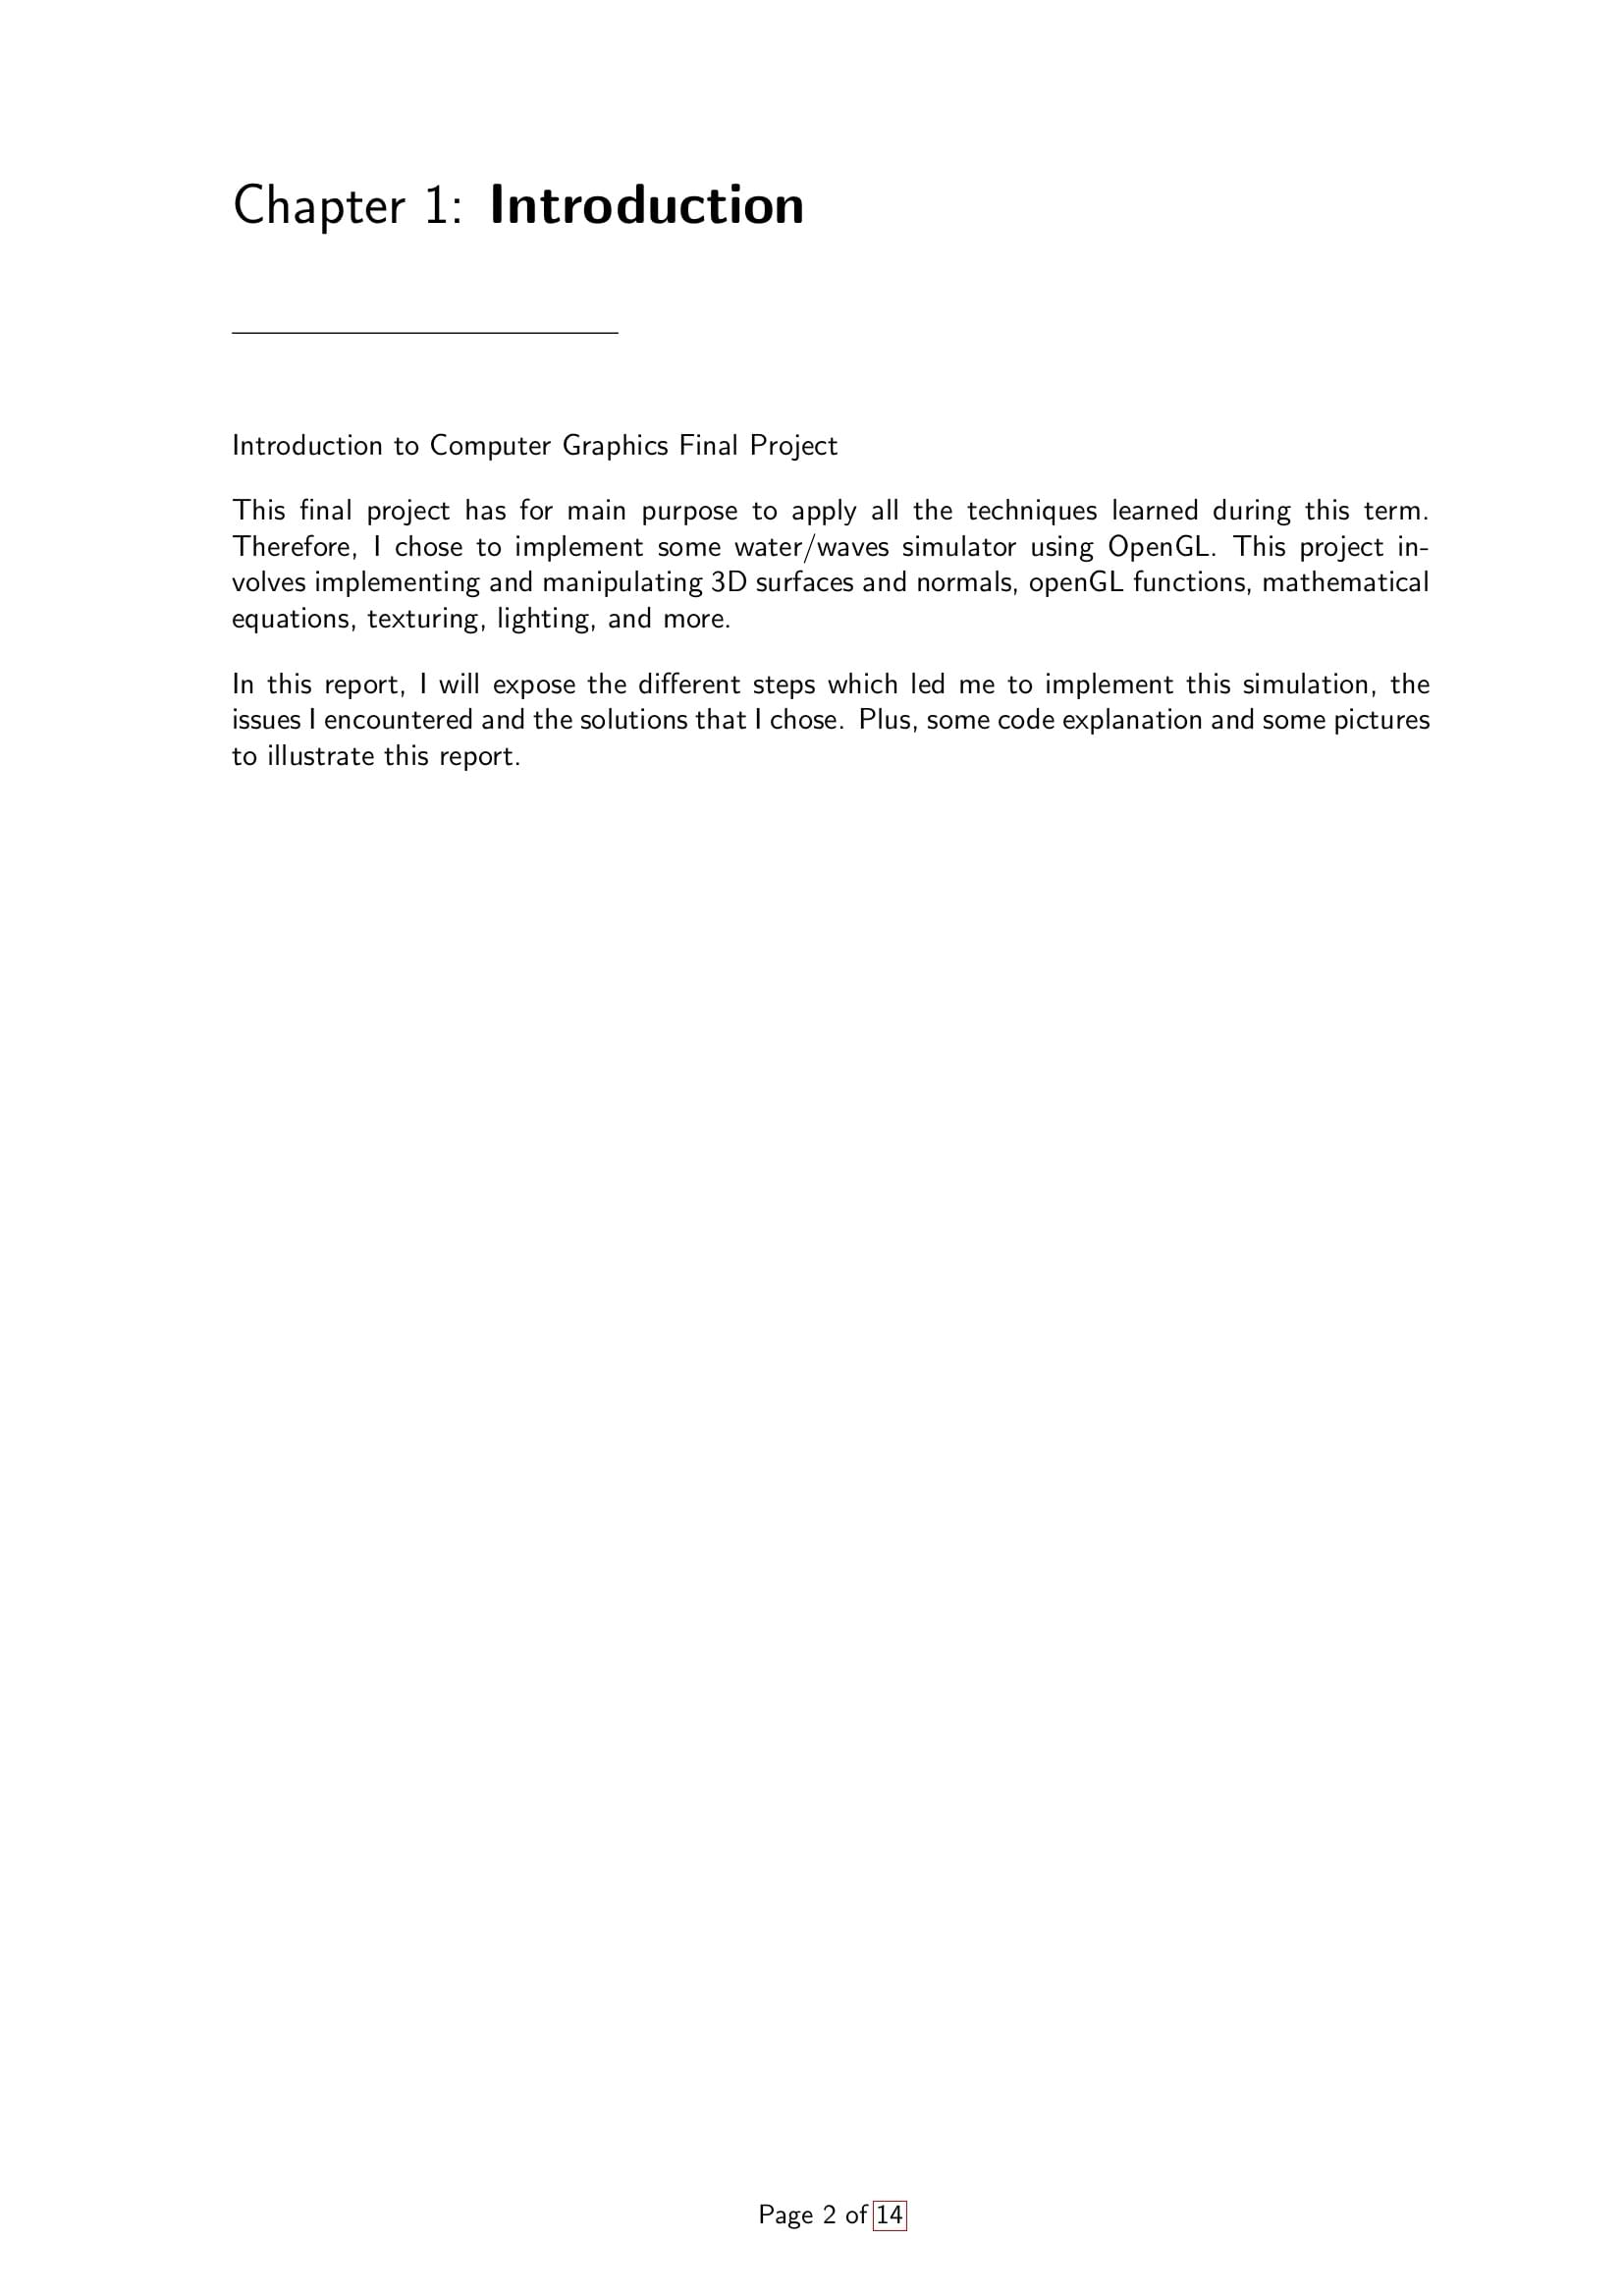 Chapter 1: Introduction
Introduction to Computer Graphics Final Project
This final project has for main purpose to apply all the techniques learned during this term.
Therefore, I chose to implement some water/waves simulator using OpenGL. This project in-
volves implementing and manipulating 3D surfaces and normals, openGL functions, mathematical
equations, texturing, lighting, and more.
In this report, I will expose the different steps which led me to implement this simulation, the
issues I encountered and the solutions that I chose. Plus, some code explanation and some pictures
to illustrate this report.
Page 2 of 14